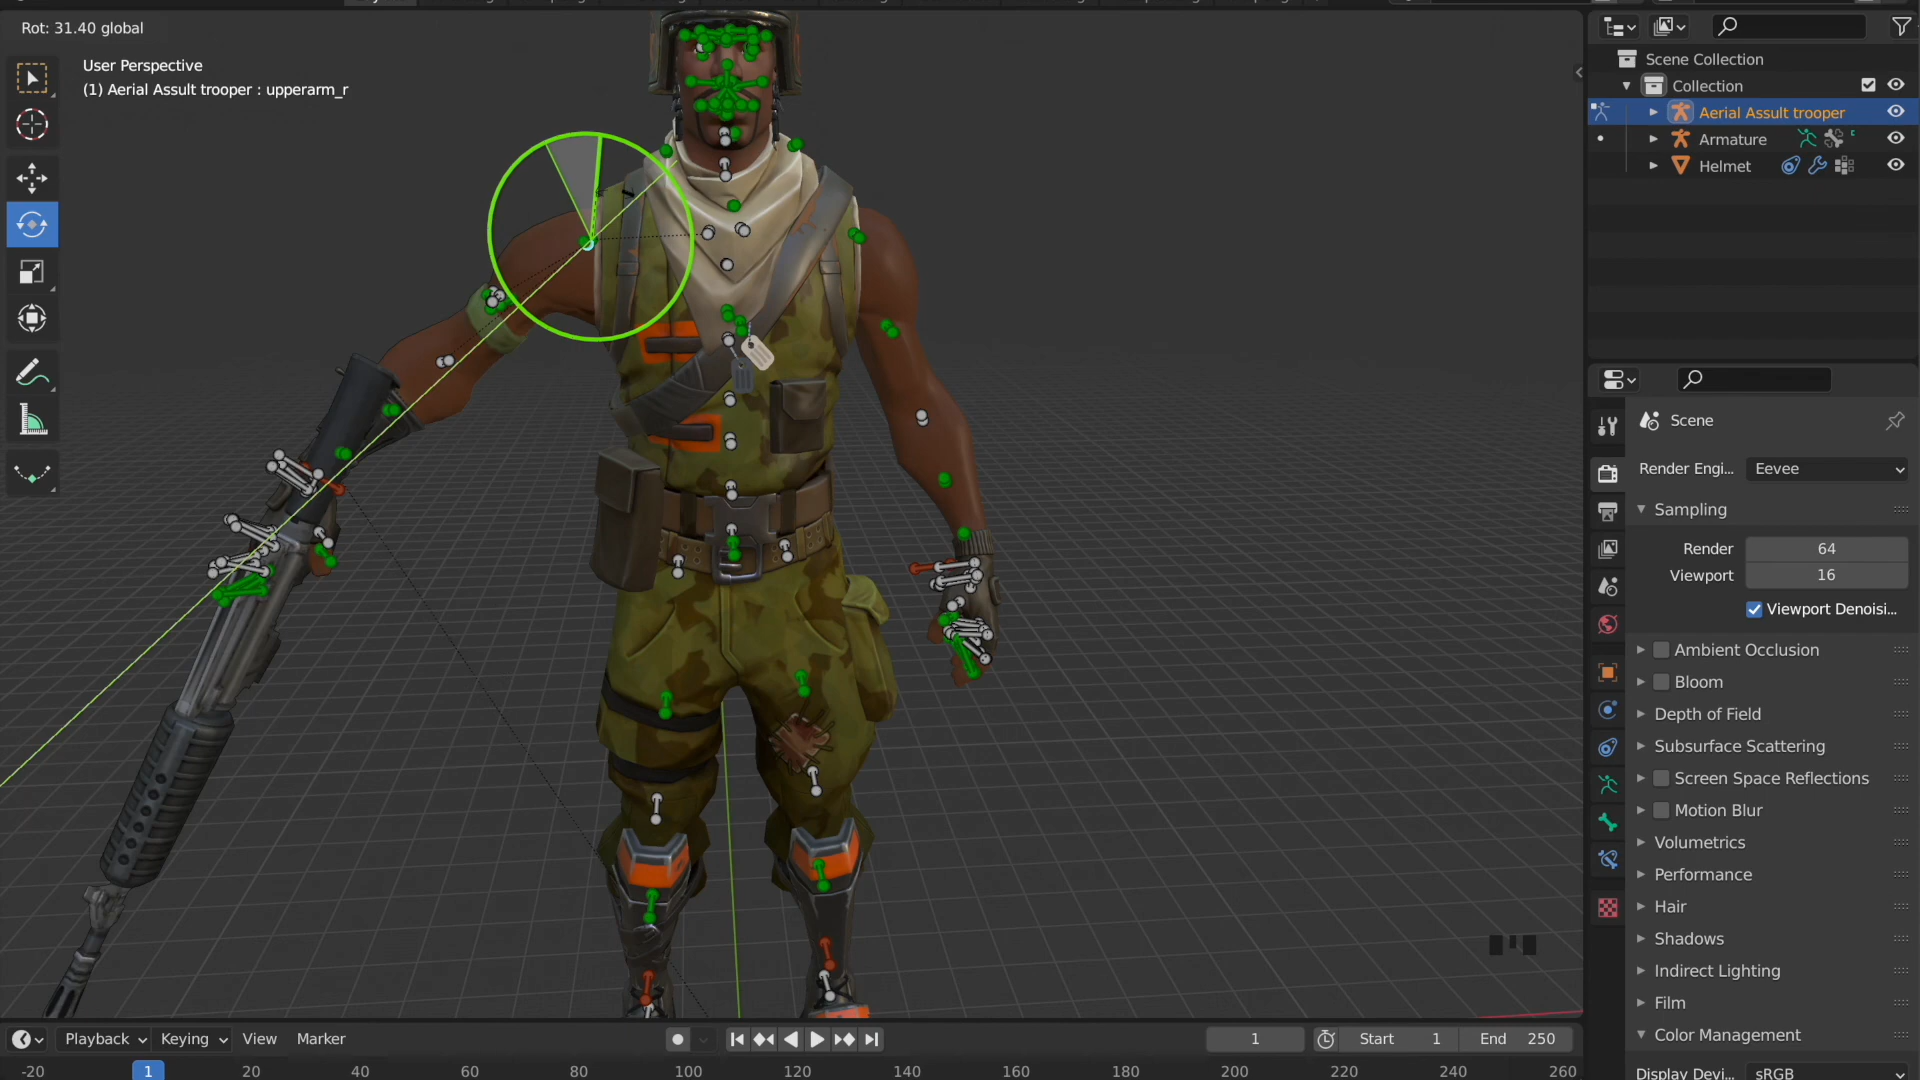 Rot: 31.40 global
User Perspective
(1) Aerial Assult trooper : upperarm_r
Scene Collection
Collection
Aerial Assult trooper
Armature
Helmet
Scene
Render Engi... Eevee
Sampling
Render 64
Viewport 16
Viewport Denoisi...
Ambient Occlusion
Bloom
Depth of Field
Subsurface Scattering
Screen Space Reflections
Motion Blur
Volumetrics
Performance
Hair
Shadows
Indirect Lighting
Film
Color Management
Display Devi... sRGB
Playback Keying View Marker
1 Start 1 End 250
-20 1 20 40 60 80 100 120 140 160 180 200 220 240 260